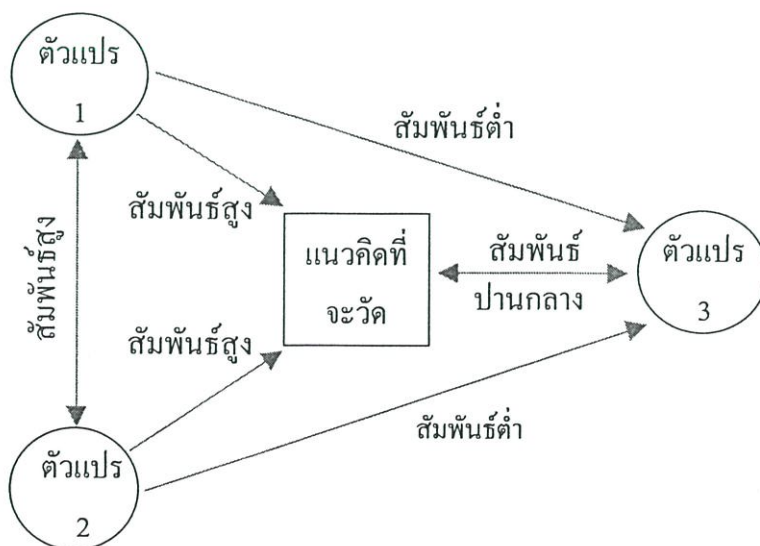 ตัวแปร
1
สัมพันธ์ต่ำ
สัมพันธ์สูง
สัมพันธ์สูง
แนวคิดที่
จะวัด
สัมพันธ์
ปานกลาง
ตัวแปร
3
สัมพันธ์สูง
สัมพันธ์ต่ำ
ตัวแปร
2